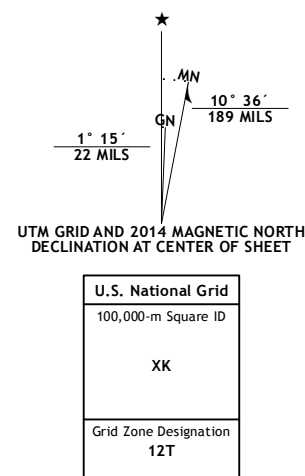 ★
MN
GN
10° 36´
189 MILS
1° 15´
22 MILS
UTM GRID AND 2014 MAGNETIC NORTH
DECLINATION AT CENTER OF SHEET
U.S. National Grid
100,000-m Square ID
XK
Grid Zone Designation
12T